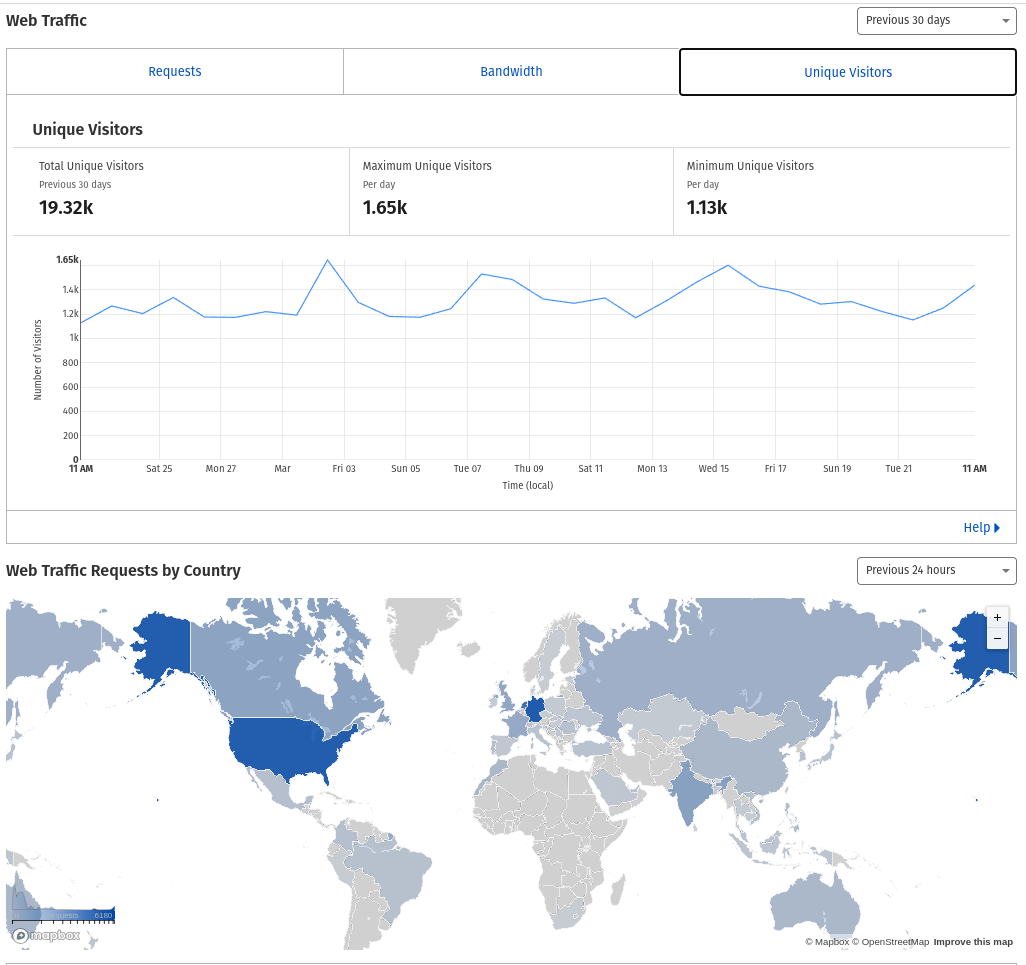 Web Traffic
Previous 30 days
Requests
Bandwidth
Unique Visitors
Unique Visitors
Total Unique Visitors
Previous 30 days
19.32k
Maximum Unique Visitors
Per day
1.65k
Minimum Unique Visitors
Per day
1.13k
1.65k
1.4k
1.2k
1k
800
600
400
200
0
Number of Visitors
11 AM
Sat 25
Mon 27
Mar
Fri 03
Sun 05
Tue 07
Thu 09
Sat 11
Mon 13
Wed 15
Fri 17
Sun 19
Tue 21
11 AM
Time (local)
Help
Web Traffic Requests by Country
Previous 24 hours
+
−
6180
mapbox
© Mapbox © OpenStreetMap Improve this map